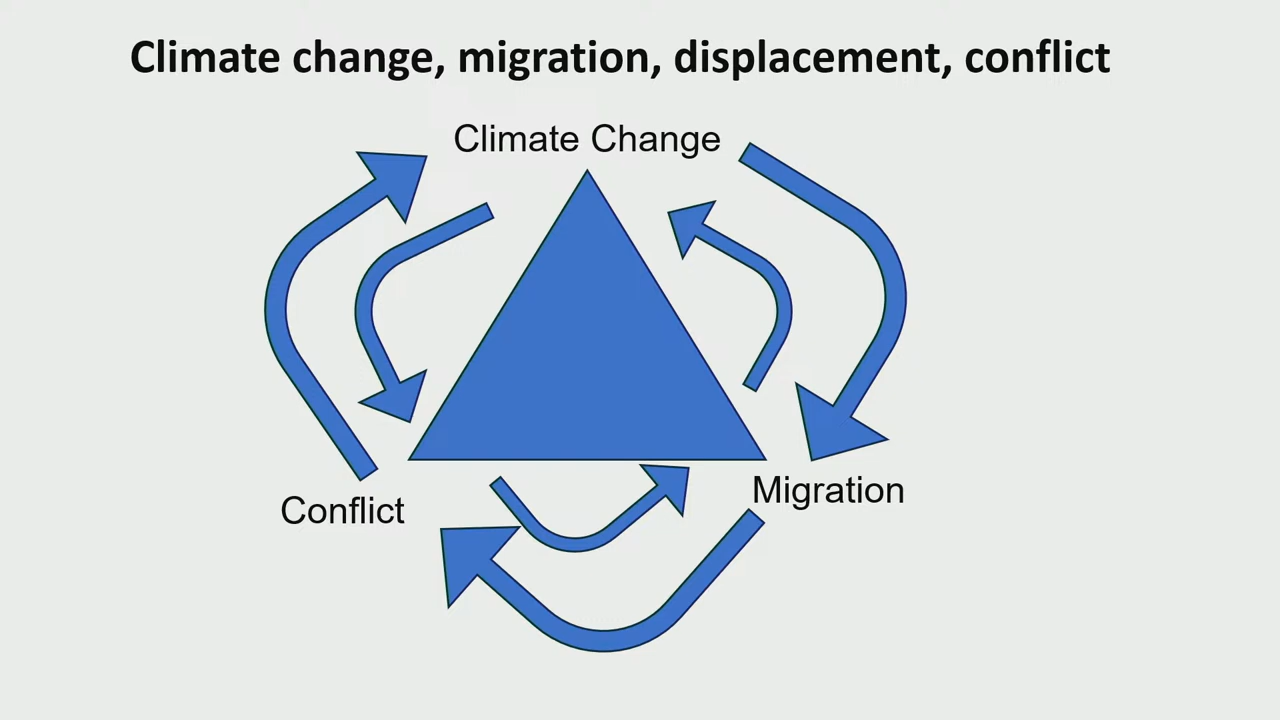 Climate change, migration, displacement, conflict
Climate Change
Migration
Conflict